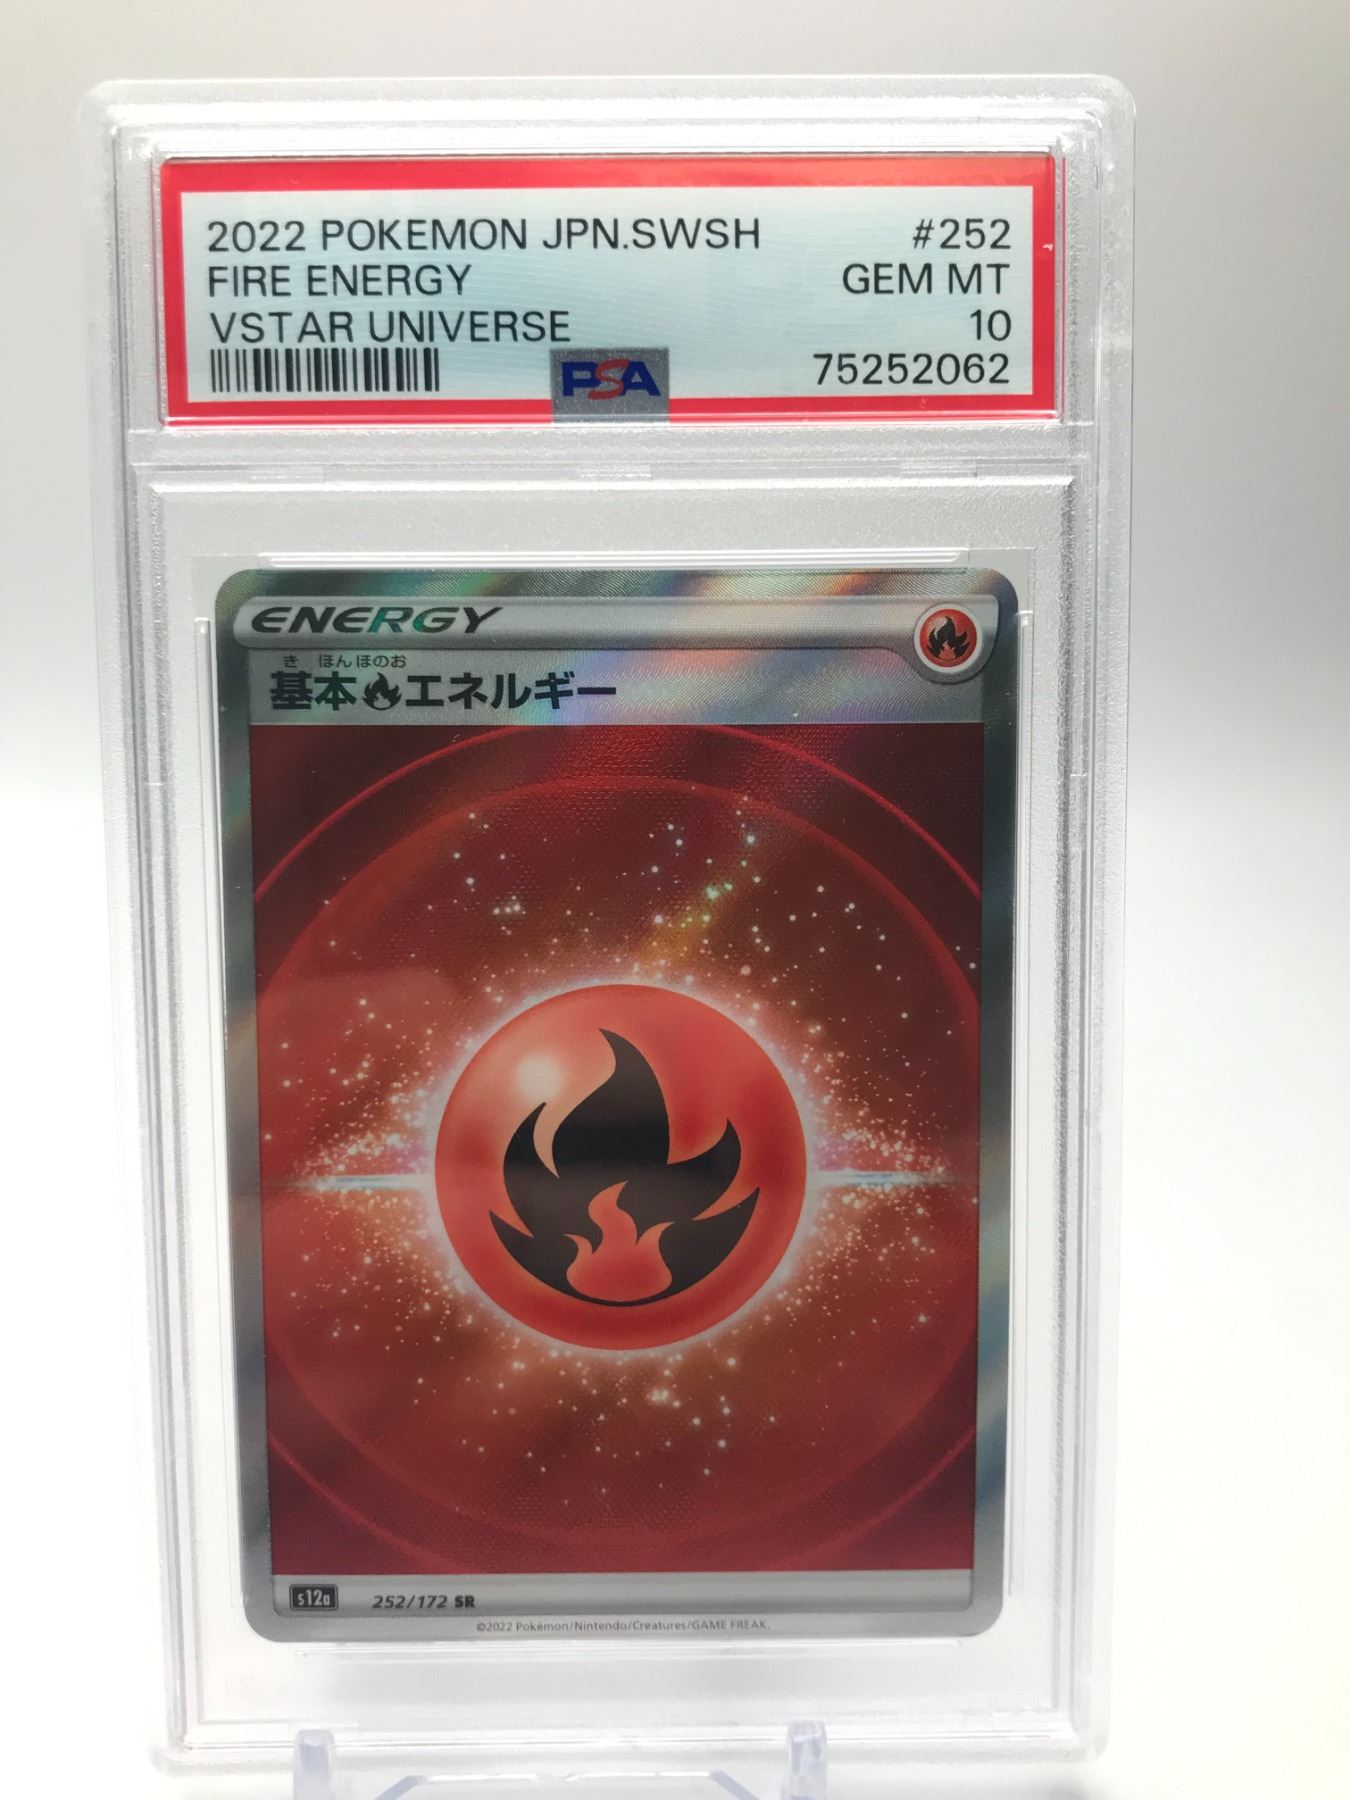 2022 POKEMON JPN.SWSH #252
FIRE ENERGY GEM MT
VSTAR UNIVERSE 10
PSA 75252062
ENERGY
き ほん ほのお
基本エネルギー
s12a 252/172 SR
©2022 Pokémon/Nintendo/Creatures/GAME FREAK.